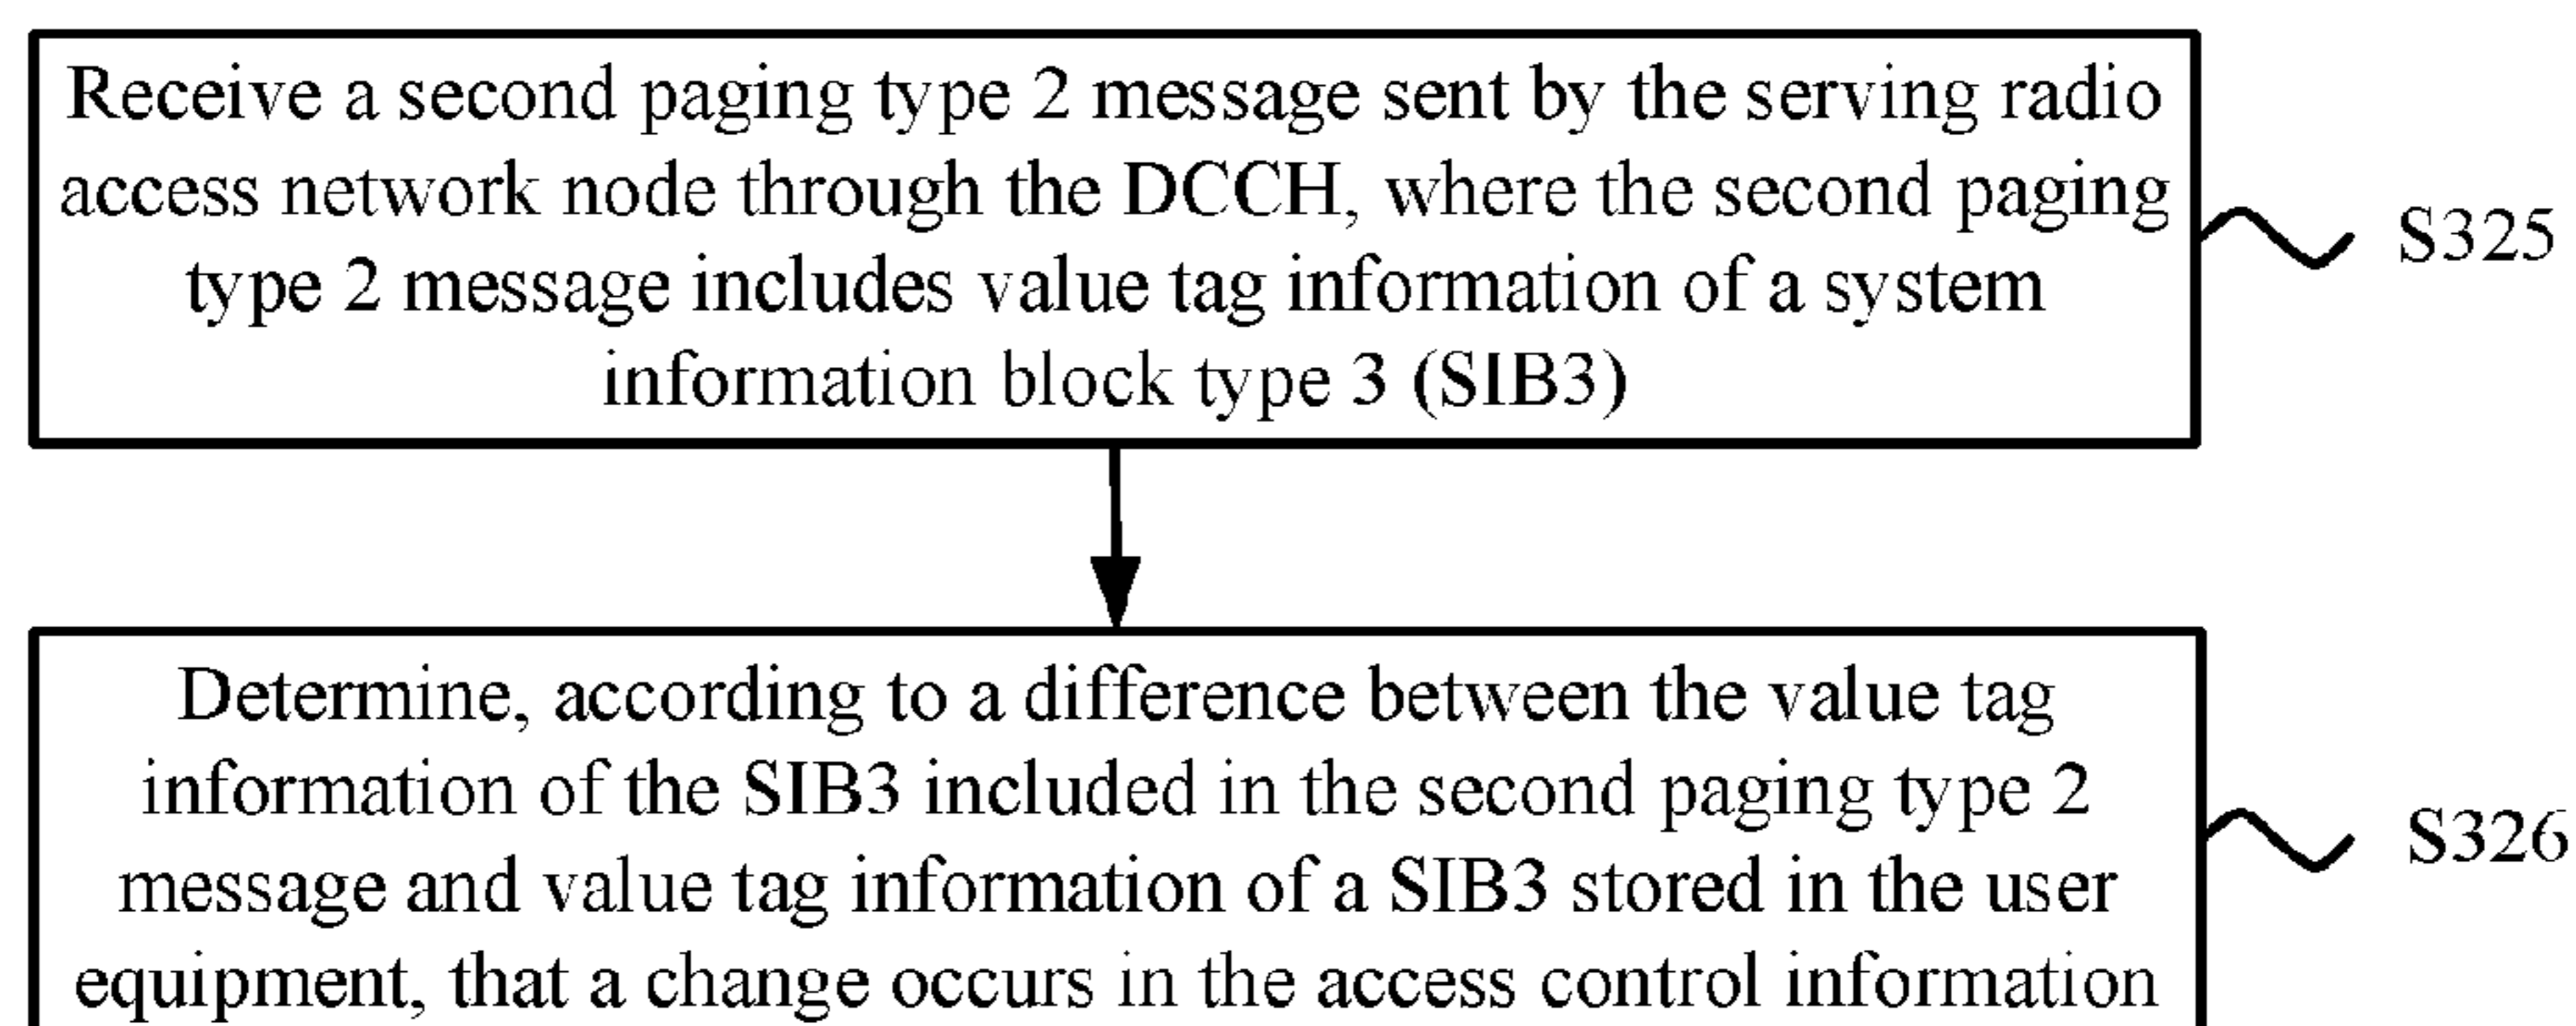 Receive a second paging type 2 message sent by the serving radio
access network node through the DCCH, where the second paging
type 2 message includes value tag information of a system
information block type 3 (SIB3)
S325
Determine, according to a difference between the value tag
information of the SIB3 included in the second paging type 2
message and value tag information of a SIB3 stored in the user
equipment, that a change occurs in the access control information
S326